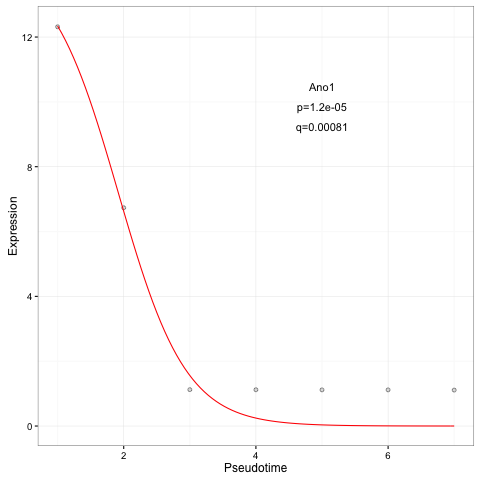 12
8
4
0
Ano1
p=1.2e-05
q=0.00081
Expression
2
4
6
Pseudotime